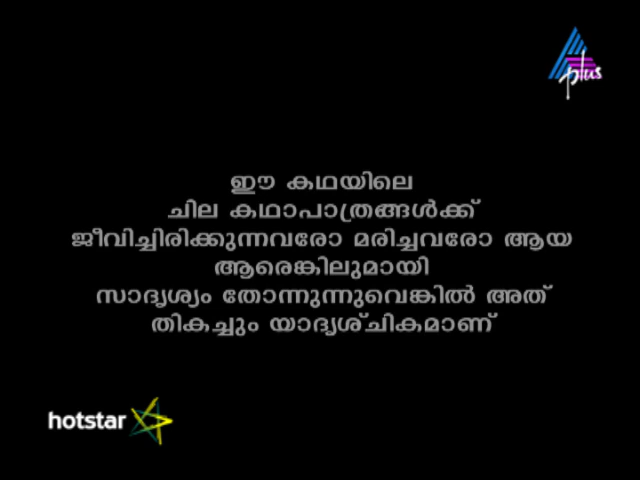 plus
ഈ കഥയിലെ
ചില കഥാപാത്രങ്ങൾക്ക്
ജീവിച്ചിരിക്കുന്നവരോ മരിച്ചവരോ ആയ
ആരെങ്കിലുമായി
സാദൃശ്യം തോന്നുന്നുവെങ്കിൽ അത്
തികച്ചും യാദൃശ്ചികമാണ്
hotstar